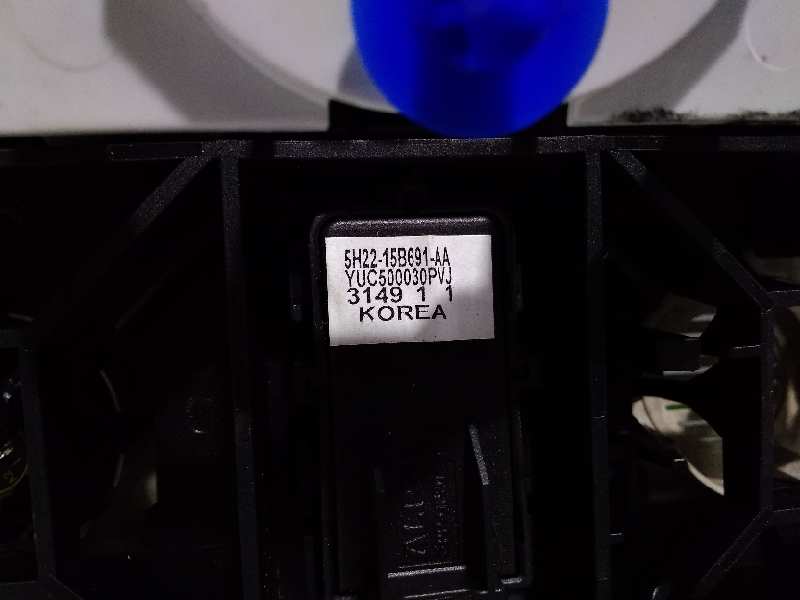 5H22-15B691-AA
YUC500030PVJ
3149 1 1
KOREA